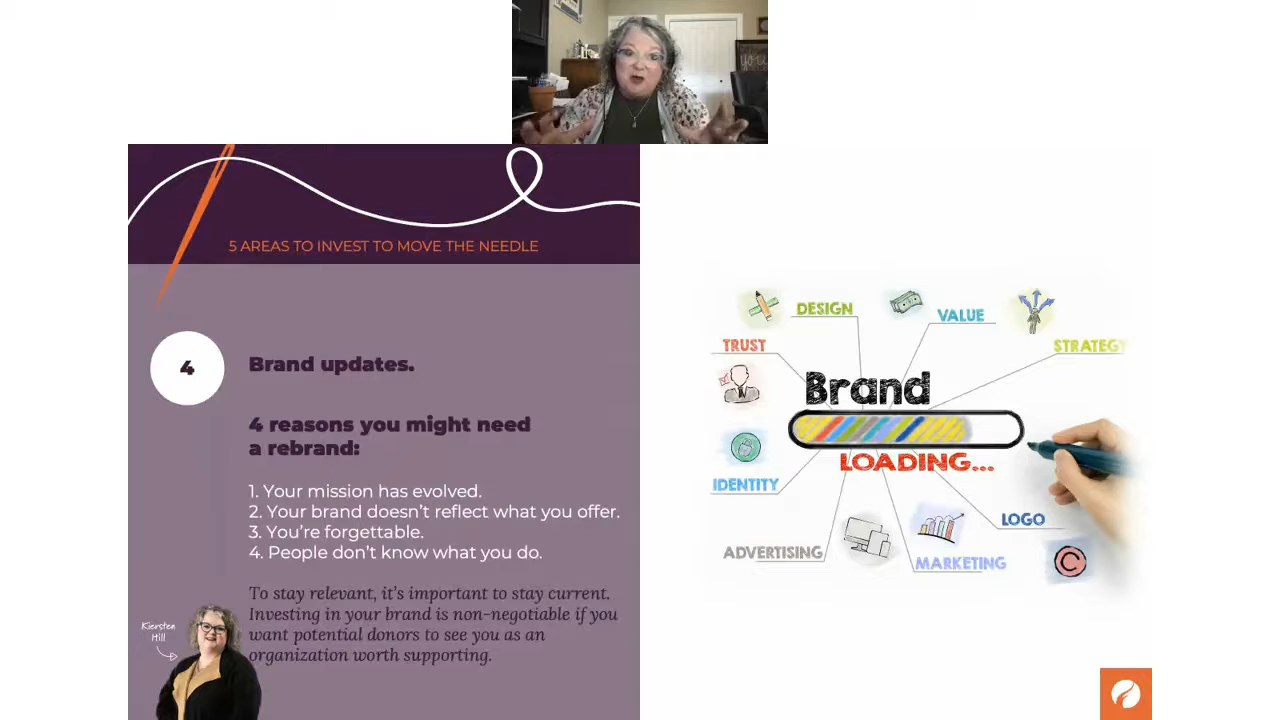 5 AREAS TO INVEST TO MOVE THE NEEDLE
4
Brand updates.
4 reasons you might need
a rebrand:
1. Your mission has evolved.
2. Your brand doesn’t reflect what you offer.
3. You’re forgettable.
4. People don’t know what you do.
To stay relevant, it’s important to stay current.
Investing in your brand is non-negotiable if you
want potential donors to see you as an
organization worth supporting.
Kiersten
Hill
DESIGN
VALUE
TRUST
STRATEGY
Brand
LOADING...
IDENTITY
LOGO
ADVERTISING
MARKETING
C